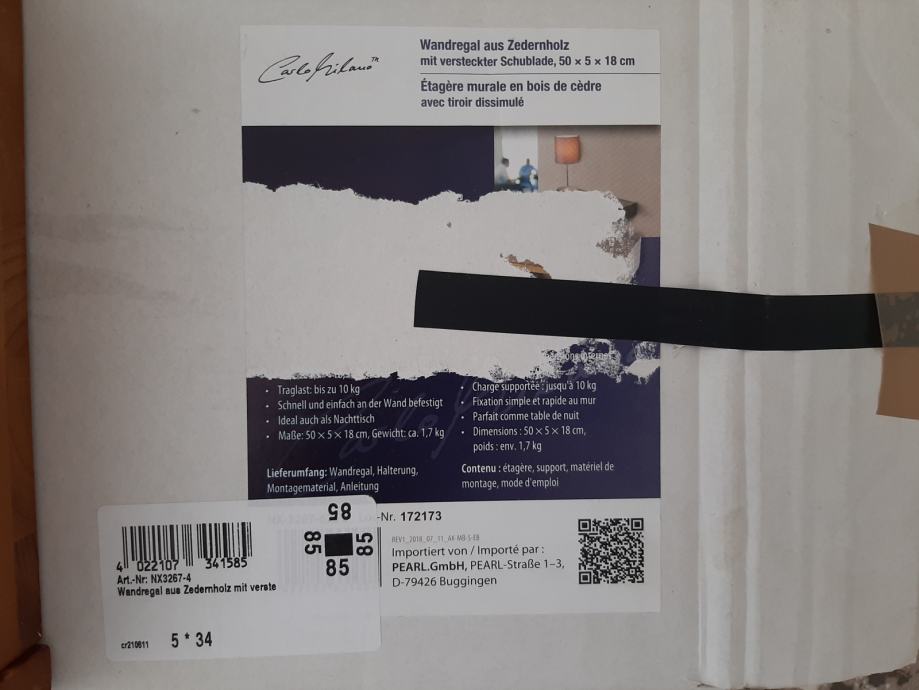 Carlo Milano™
Wandregal aus Zedernholz
mit versteckter Schublade, 50 × 5 × 18 cm
Étagère murale en bois de cèdre
avec tiroir dissimulé
• Traglast: bis zu 10 kg
• Schnell und einfach an der Wand befestigt
• Ideal auch als Nachttisch
• Maße: 50 × 5 × 18 cm, Gewicht: ca. 1,7 kg
Lieferumfang: Wandregal, Halterung,
Montagematerial, Anleitung
• Charge supportée : jusqu'à 10 kg
• Fixation simple et rapide au mur
• Parfait comme table de nuit
• Dimensions : 50 × 5 × 18 cm,
poids : env. 1,7 kg
Contenu : étagère, support, matériel de
montage, mode d'emploi
-Nr. 172173
REV1_2018_07_11_AK-MB-S-EB
Importiert von / Importé par :
PEARL.GmbH, PEARL-Straße 1–3,
D-79426 Buggingen
85
85
85
85
4 022107 341585
Art.-Nr: NX3267-4
Wandregal aus Zedernholz mit verste
cr210611
5 * 34